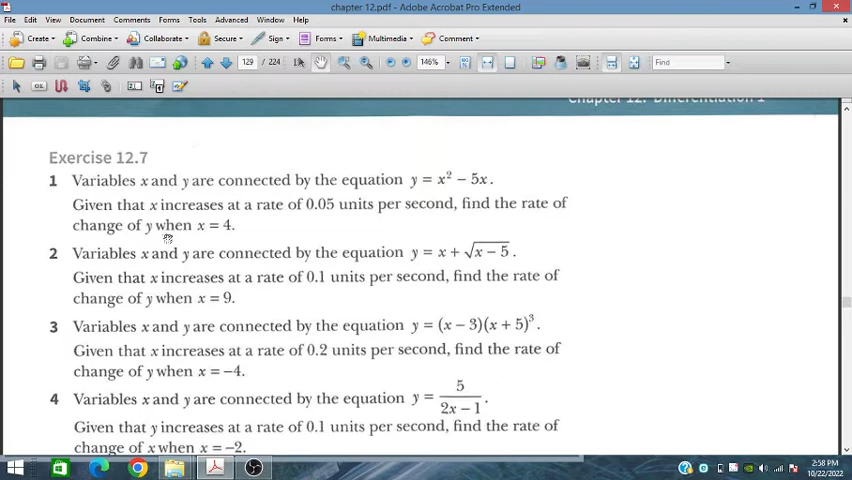 chapter 12.pdf - Adobe Acrobat Pro Extended
File Edit View Document Comments Forms Tools Advanced Window Help
Create Combine Collaborate Secure Sign Forms Multimedia Comment
129 / 224 146% Find
Chapter 12: Differentiation 1
Exercise 12.7
1 Variables x and y are connected by the equation y = x² − 5x.
Given that x increases at a rate of 0.05 units per second, find the rate of
change of y when x = 4.
2 Variables x and y are connected by the equation y = x + √(x − 5).
Given that x increases at a rate of 0.1 units per second, find the rate of
change of y when x = 9.
3 Variables x and y are connected by the equation y = (x − 3)(x + 5)³.
Given that x increases at a rate of 0.2 units per second, find the rate of
change of y when x = −4.
4 Variables x and y are connected by the equation y = 5/(2x − 1).
Given that y increases at a rate of 0.1 units per second, find the rate of
change of x when x = −2.
2:58 PM
10/22/2022